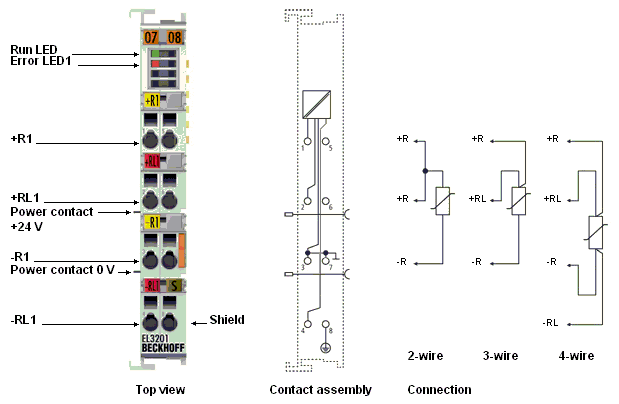 Run LED
Error LED1
+R1
+RL1
Power contact
+24 V
-R1
Power contact 0 V
-RL1
07 08
+R1
+RL1
-R1
-RL1 S
EL3201
BECKHOFF
Shield
Top view
1 5
2 6
3 7
4 8
Contact assembly
+R
+R
-R
2-wire
+R
+RL
-R
3-wire
+R
+RL
-R
-RL
4-wire
Connection